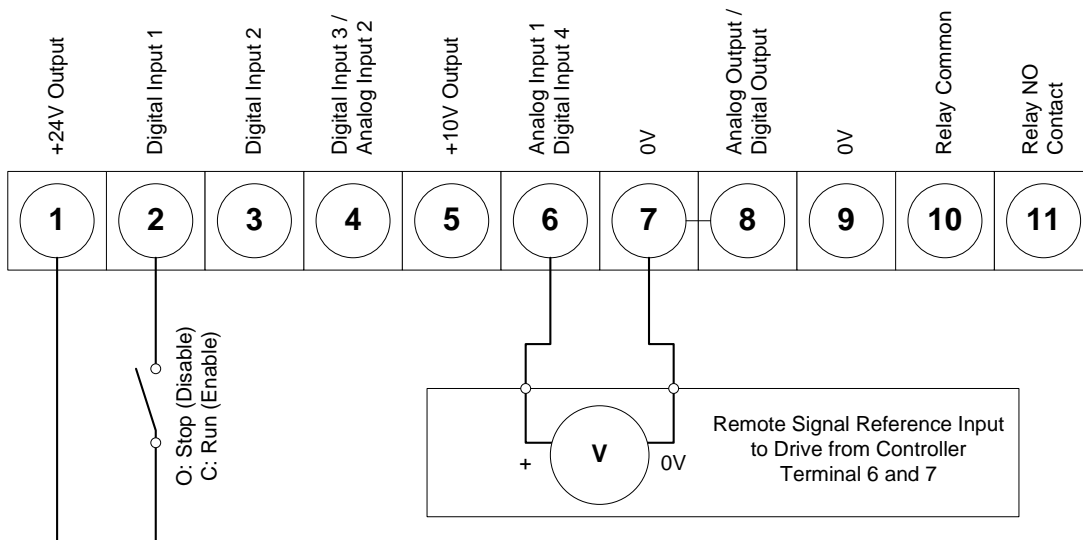 +24V Output
Digital Input 1
Digital Input 2
Digital Input 3 /
Analog Input 2
+10V Output
Analog Input 1
Digital Input 4
0V
Analog Output /
Digital Output
0V
Relay Common
Relay NO
Contact
1
2
3
4
5
6
7
8
9
10
11
O: Stop (Disable)
C: Run (Enable)
+
V
0V
Remote Signal Reference Input
to Drive from Controller
Terminal 6 and 7